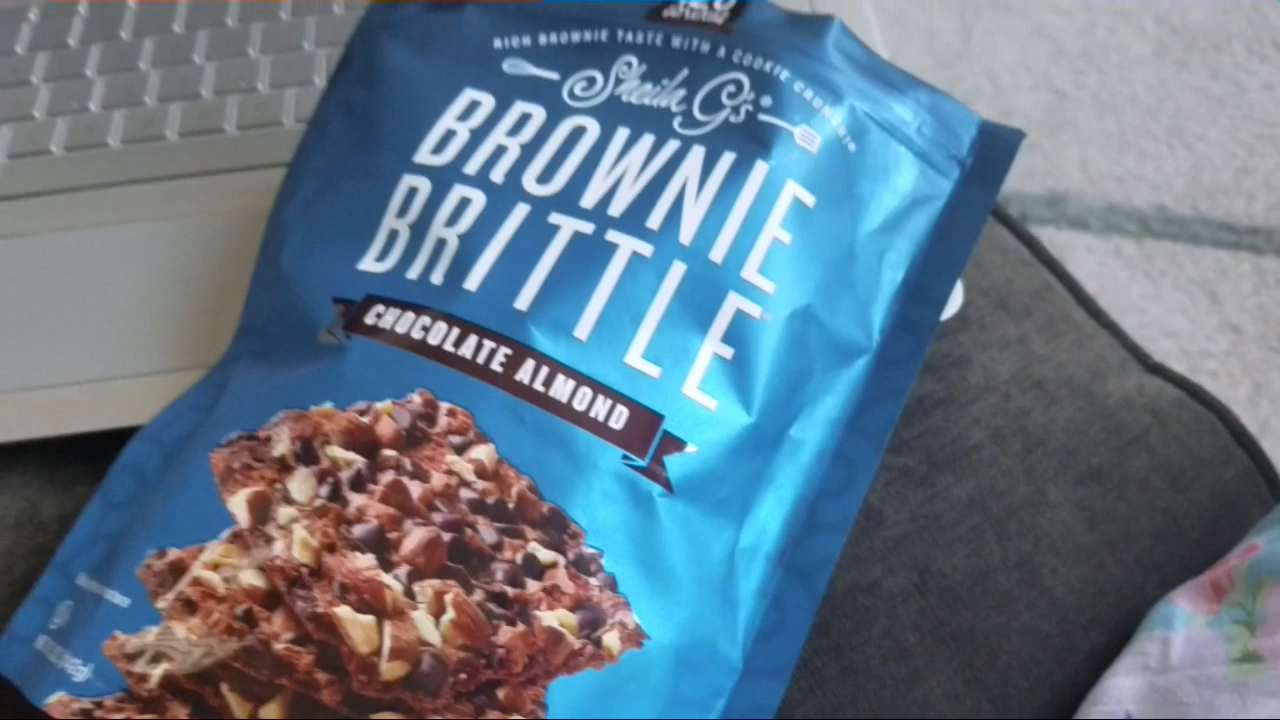 RICH BROWNIE TASTE WITH A COOKIE CRUNCH!
Sheila G's®
BROWNIE
BRITTLE
CHOCOLATE ALMOND